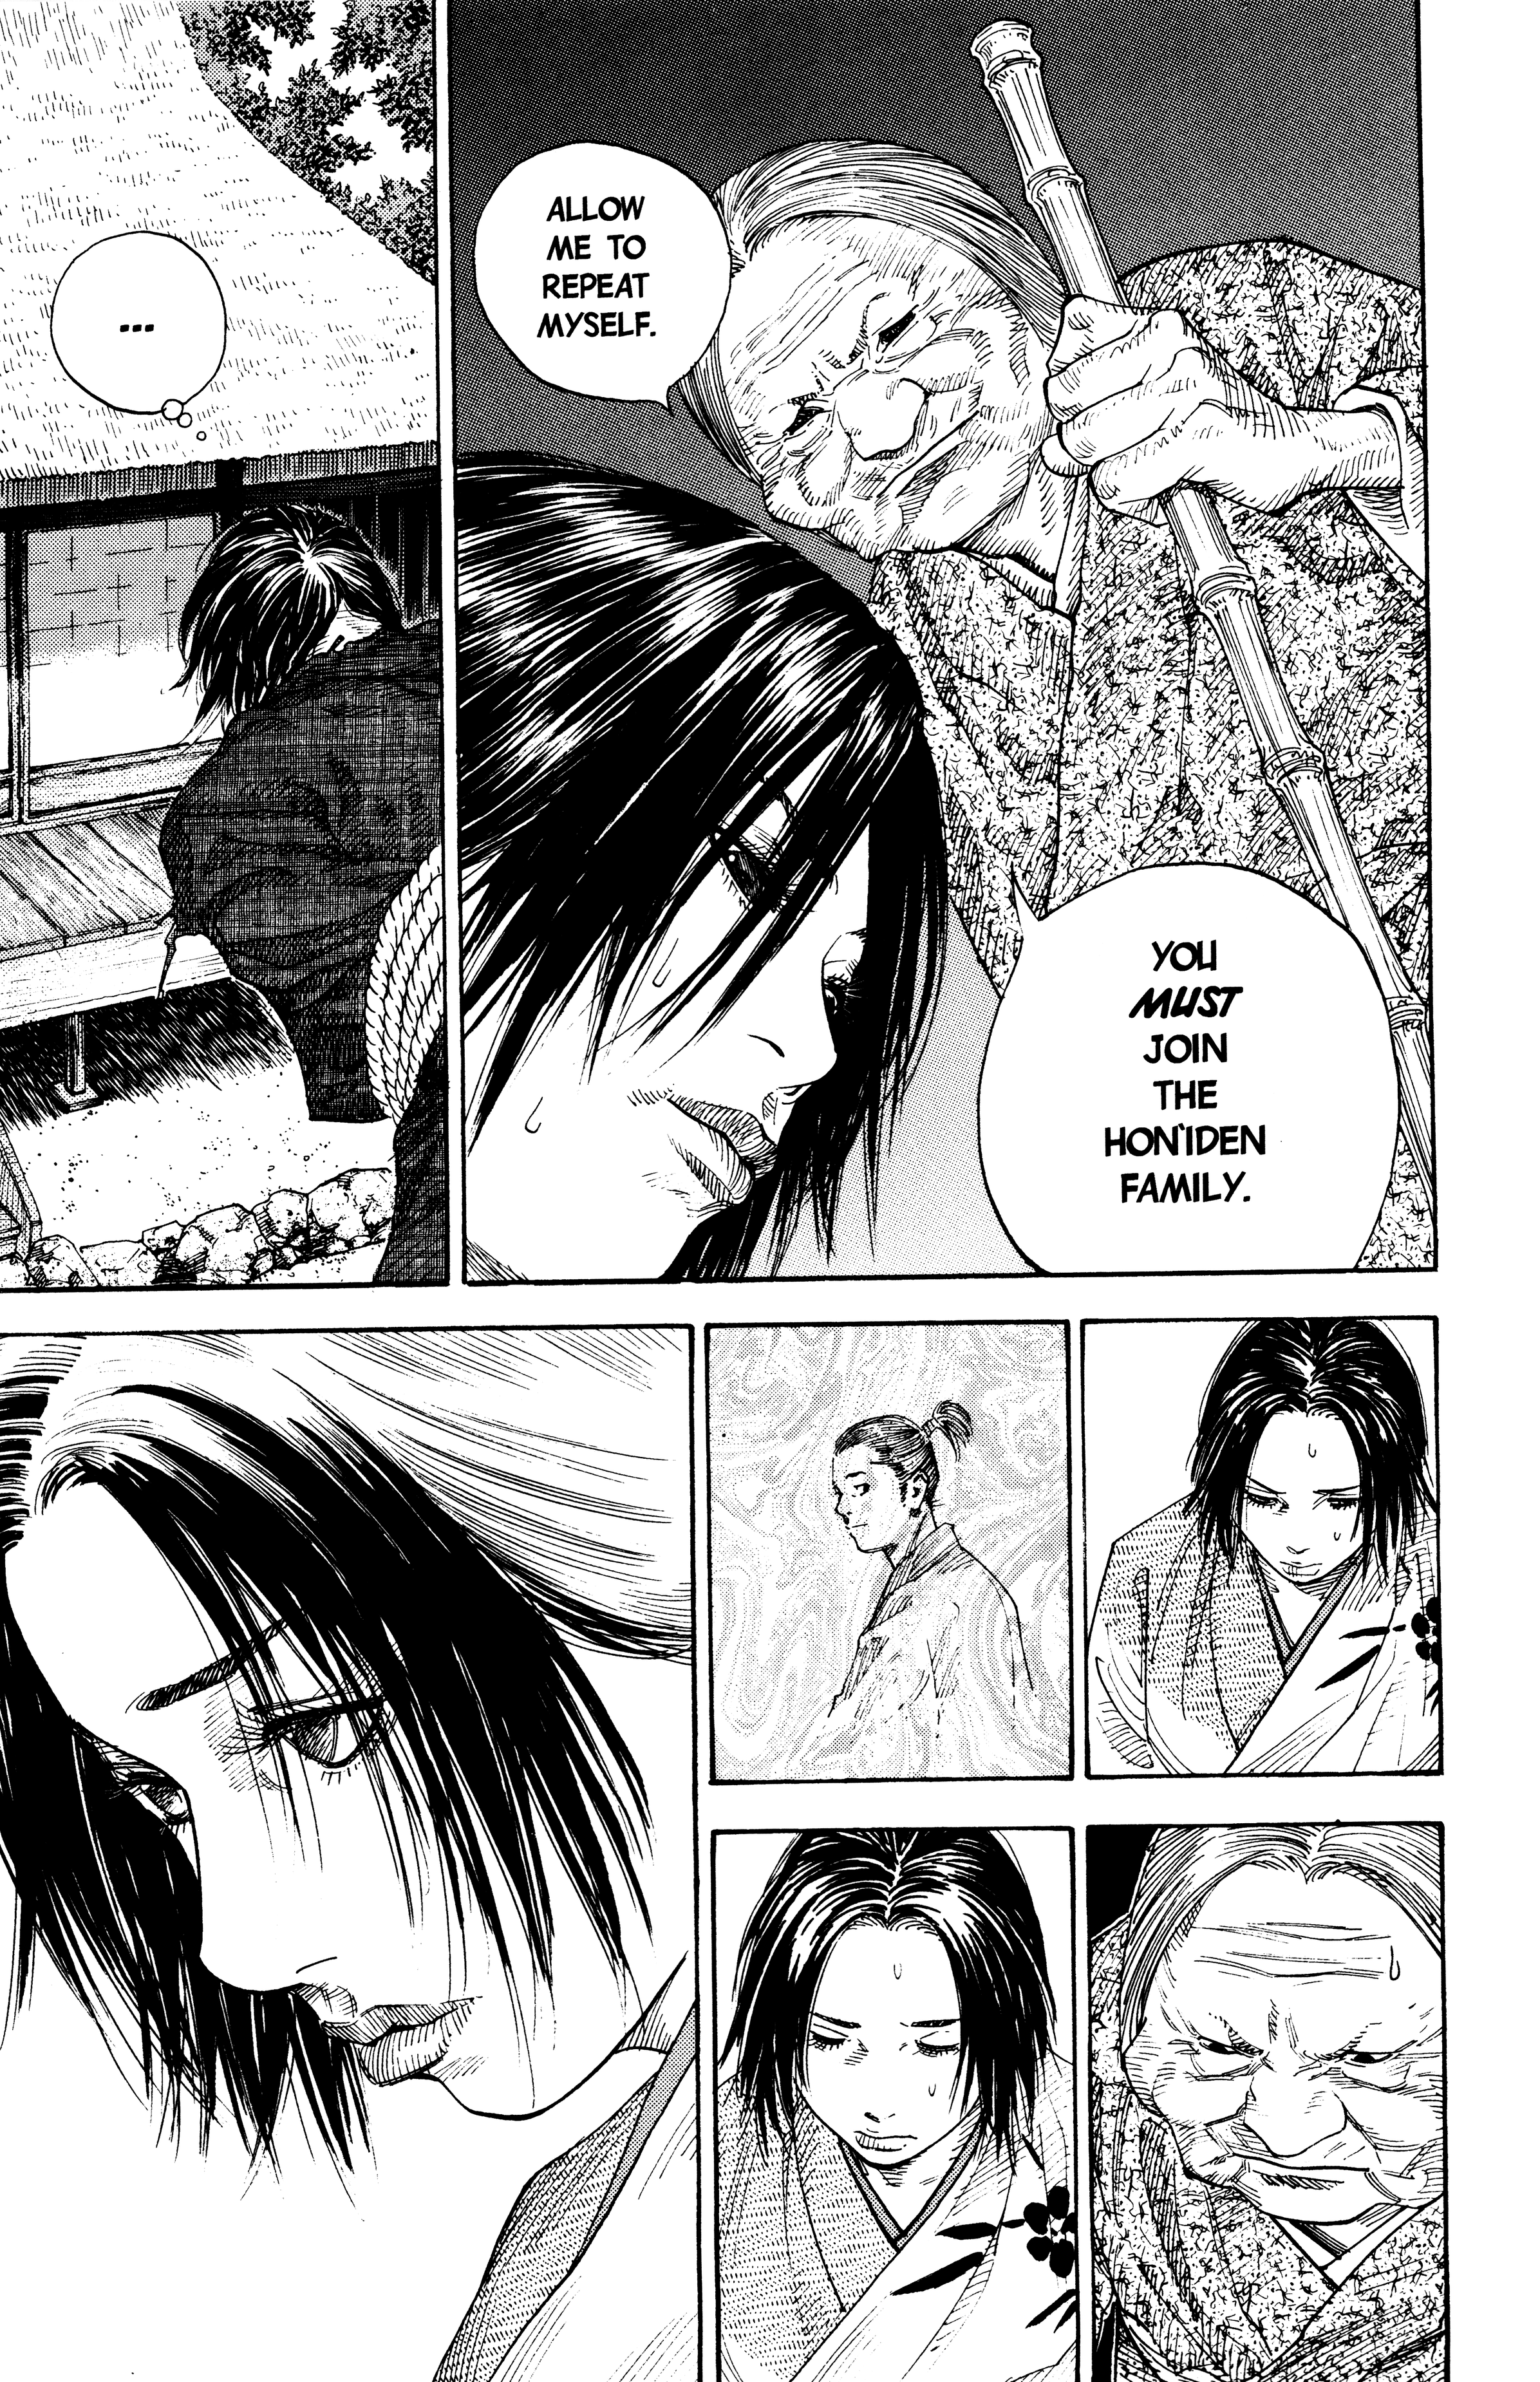 ALLOW
ME TO
REPEAT
MYSELF.
YOU
MUST
JOIN
THE
HON'IDEN
FAMILY.
...